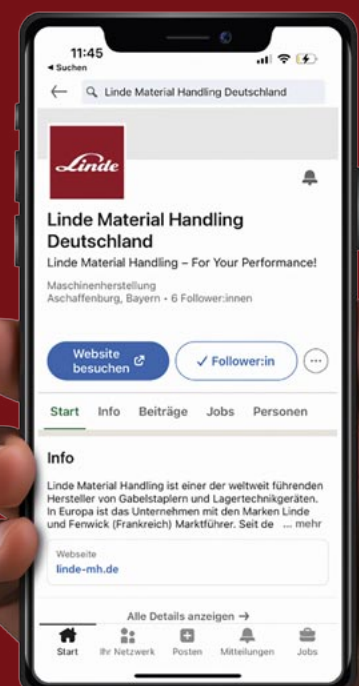 11:45
◄ Suchen
Linde Material Handling Deutschland
Linde
Linde Material Handling
Deutschland
Linde Material Handling – For Your Performance!
Maschinenherstellung
Aschaffenburg, Bayern • 6 Follower:innen
Website
besuchen
✓ Follower:in
Start Info Beiträge Jobs Personen
Info
Linde Material Handling ist einer der weltweit führenden
Hersteller von Gabelstaplern und Lagertechnikgeräten.
In Europa ist das Unternehmen mit den Marken Linde
und Fenwick (Frankreich) Marktführer. Seit de ... mehr
Webseite
linde-mh.de
Alle Details anzeigen →
Start Ihr Netzwerk Posten Mitteilungen Jobs